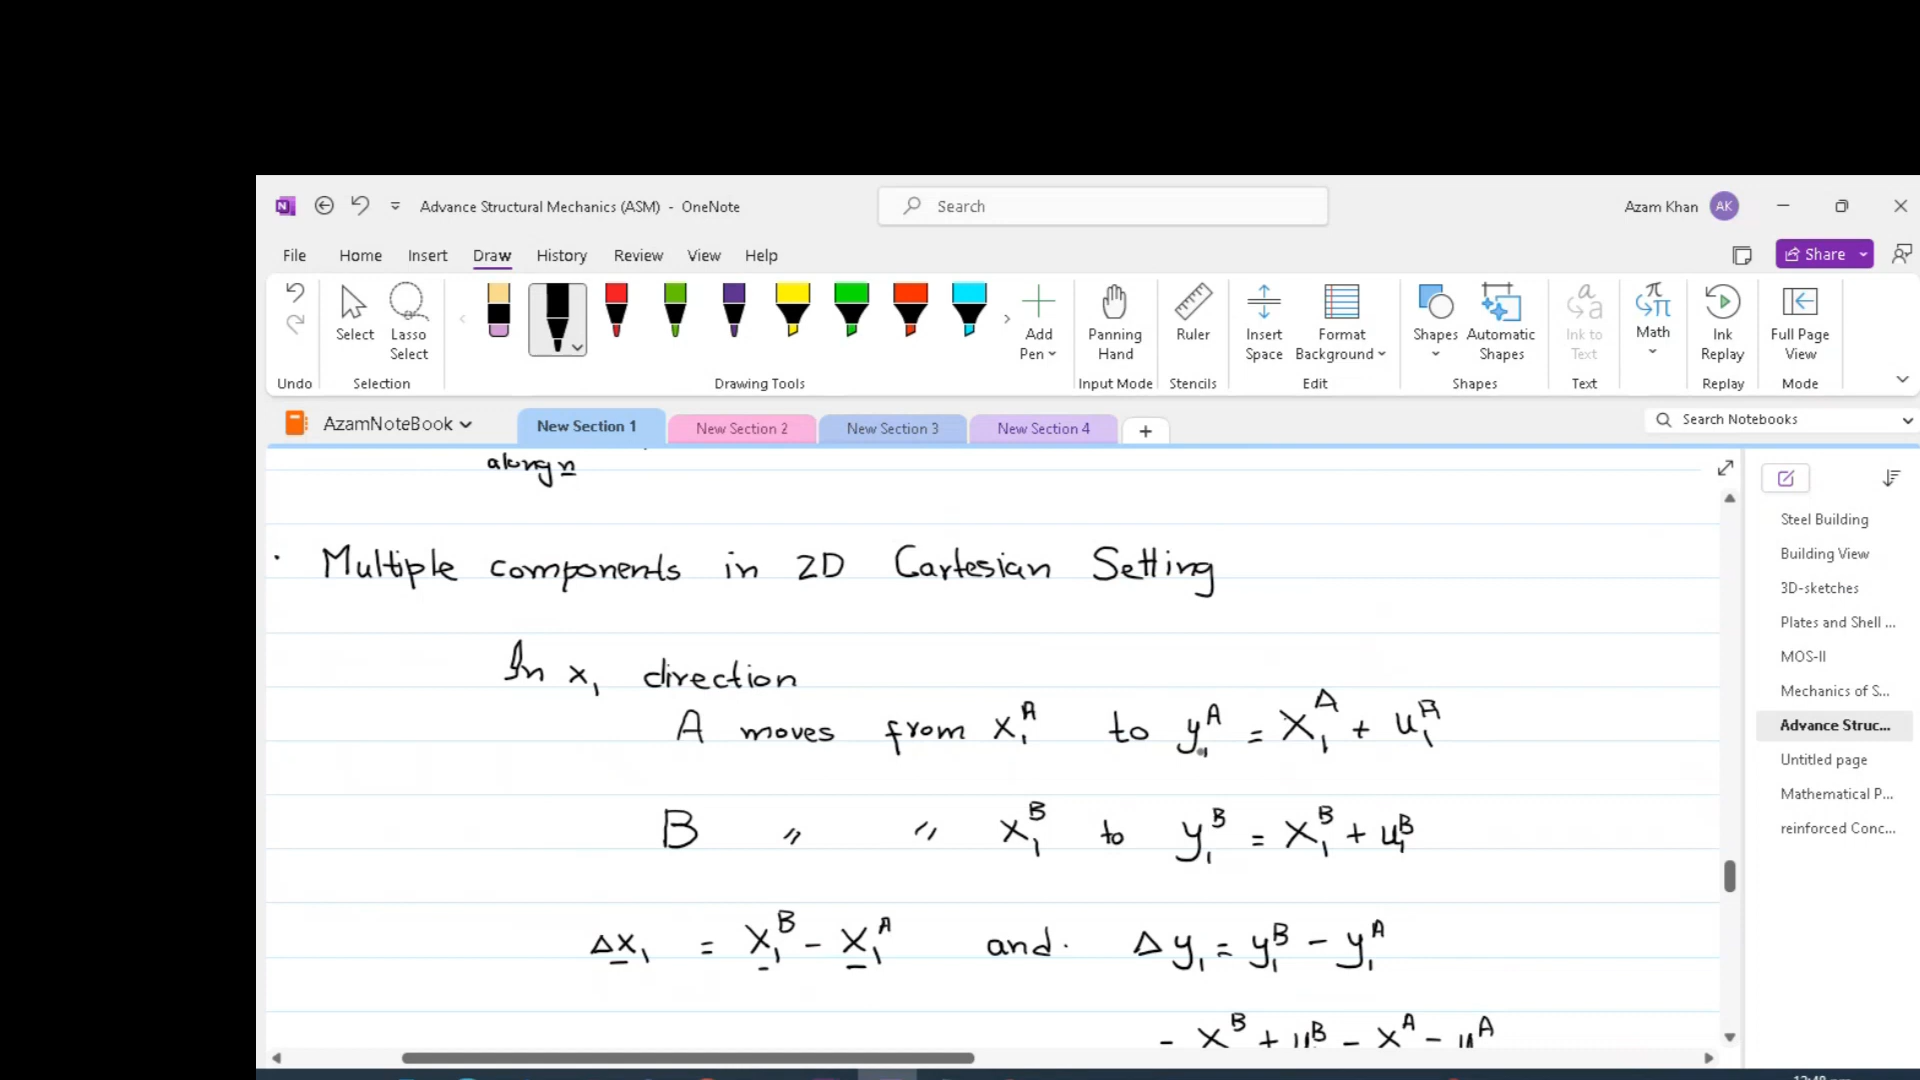 Advance Structural Mechanics (ASM) - OneNote
Search
Azam Khan AK
File Home Insert Draw History Review View Help
Share
Select
Lasso Select
Add Pen
Panning Hand
Ruler
Insert Space
Format Background
Shapes
Automatic Shapes
Ink to Text
Math
Ink Replay
Full Page View
Undo Selection Drawing Tools Input Mode Stencils Edit Shapes Text Replay Mode
AzamNoteBook New Section 1 New Section 2 New Section 3 New Section 4 + Search Notebooks
along n
· Multiple components in 2D Cartesian Setting
In x₁ direction
A moves from x₁ᴬ to y₁ᴬ = x₁ᴬ + u₁ᴬ
B " " x₁ᴮ to y₁ᴮ = x₁ᴮ + u₁ᴮ
Δx₁ = x₁ᴮ - x₁ᴬ and. Δy₁ = y₁ᴮ - y₁ᴬ
= xᴮ + uᴮ - xᴬ - uᴬ
Steel Building
Building View
3D-sketches
Plates and Shell ...
MOS-II
Mechanics of S...
Advance Struc...
Untitled page
Mathematical P...
reinforced Conc...